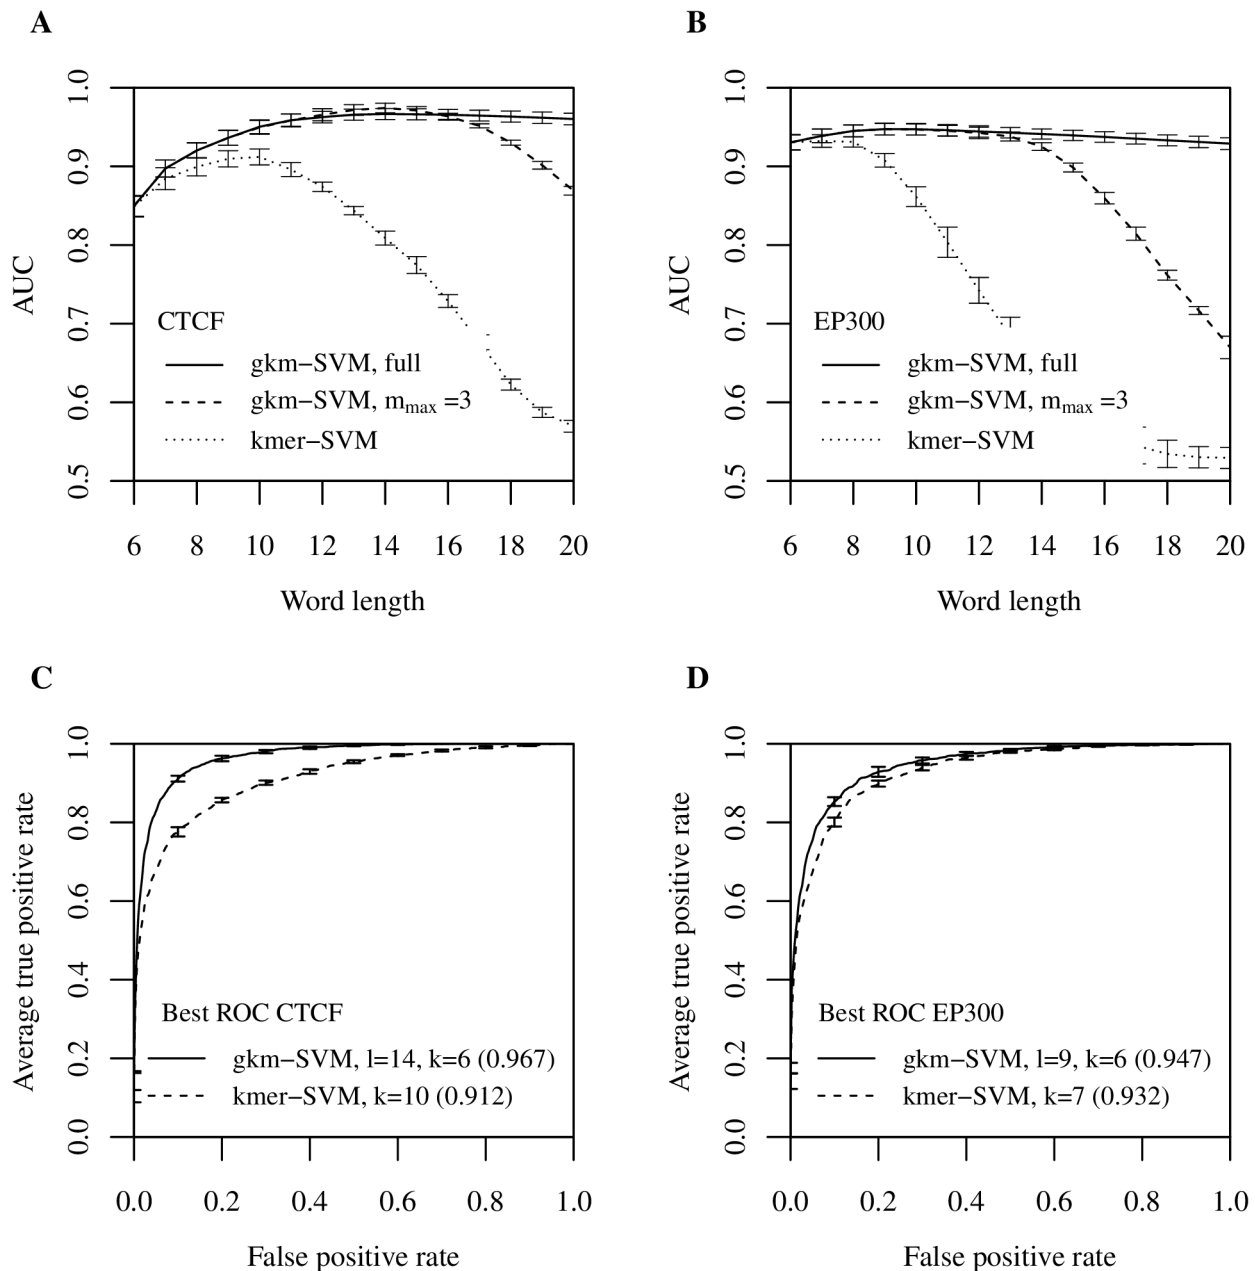 A
AUC
1.0
0.9
0.8
0.7
0.6
0.5
CTCF
gkm−SVM, full
gkm−SVM, mmax =3
kmer−SVM
6 8 10 12 14 16 18 20
Word length
B
AUC
1.0
0.9
0.8
0.7
0.6
0.5
EP300
gkm−SVM, full
gkm−SVM, mmax =3
kmer−SVM
6 8 10 12 14 16 18 20
Word length
C
Average true positive rate
1.0
0.8
0.6
0.4
0.2
0.0
Best ROC CTCF
gkm−SVM, l=14, k=6 (0.967)
kmer−SVM, k=10 (0.912)
0.0 0.2 0.4 0.6 0.8 1.0
False positive rate
D
Average true positive rate
1.0
0.8
0.6
0.4
0.2
0.0
Best ROC EP300
gkm−SVM, l=9, k=6 (0.947)
kmer−SVM, k=7 (0.932)
0.0 0.2 0.4 0.6 0.8 1.0
False positive rate